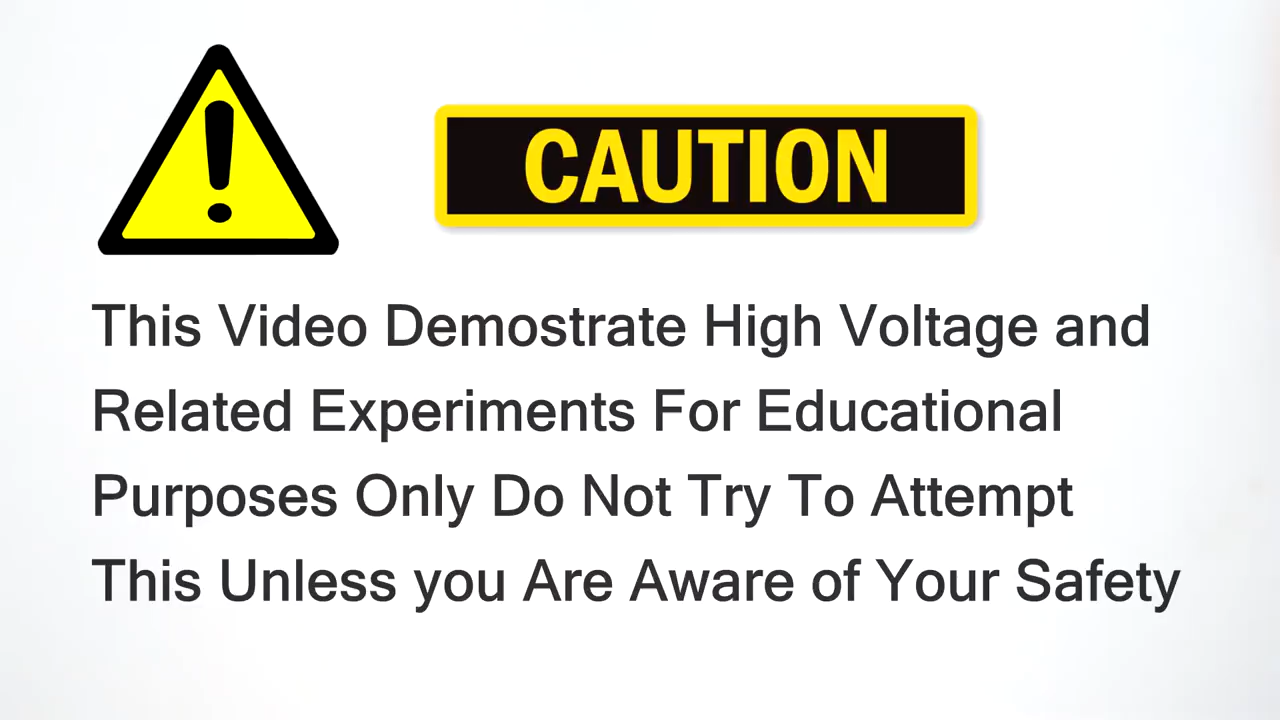 CAUTION
This Video Demostrate High Voltage and
Related Experiments For Educational
Purposes Only Do Not Try To Attempt
This Unless you Are Aware of Your Safety